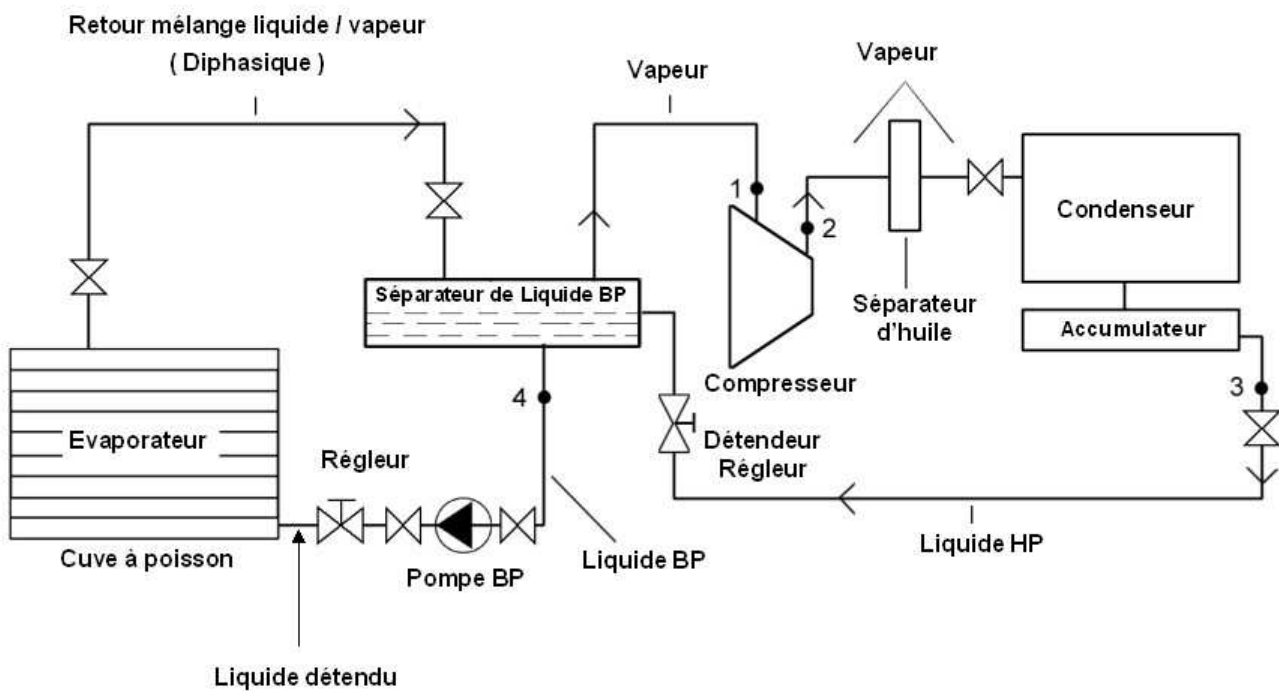 Retour mélange liquide / vapeur
( Diphasique )
Vapeur
Vapeur
1
2
Condenseur
Séparateur de Liquide BP
Séparateur
d'huile
Accumulateur
Compresseur
3
4
Evaporateur
Régleur
Détendeur
Régleur
Cuve à poisson
Pompe BP
Liquide BP
Liquide HP
Liquide détendu